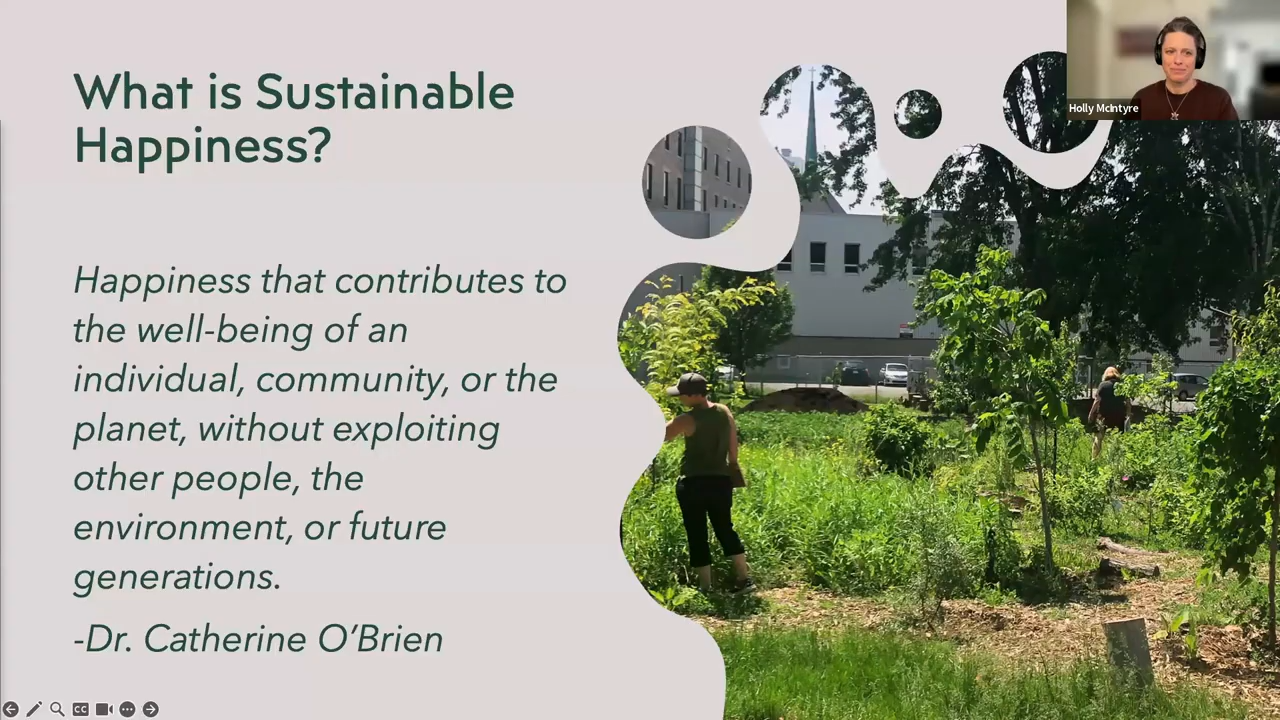 What is Sustainable
Happiness?
Happiness that contributes to
the well-being of an
individual, community, or the
planet, without exploiting
other people, the
environment, or future
generations.
-Dr. Catherine O’Brien
Holly McIntyre
CC